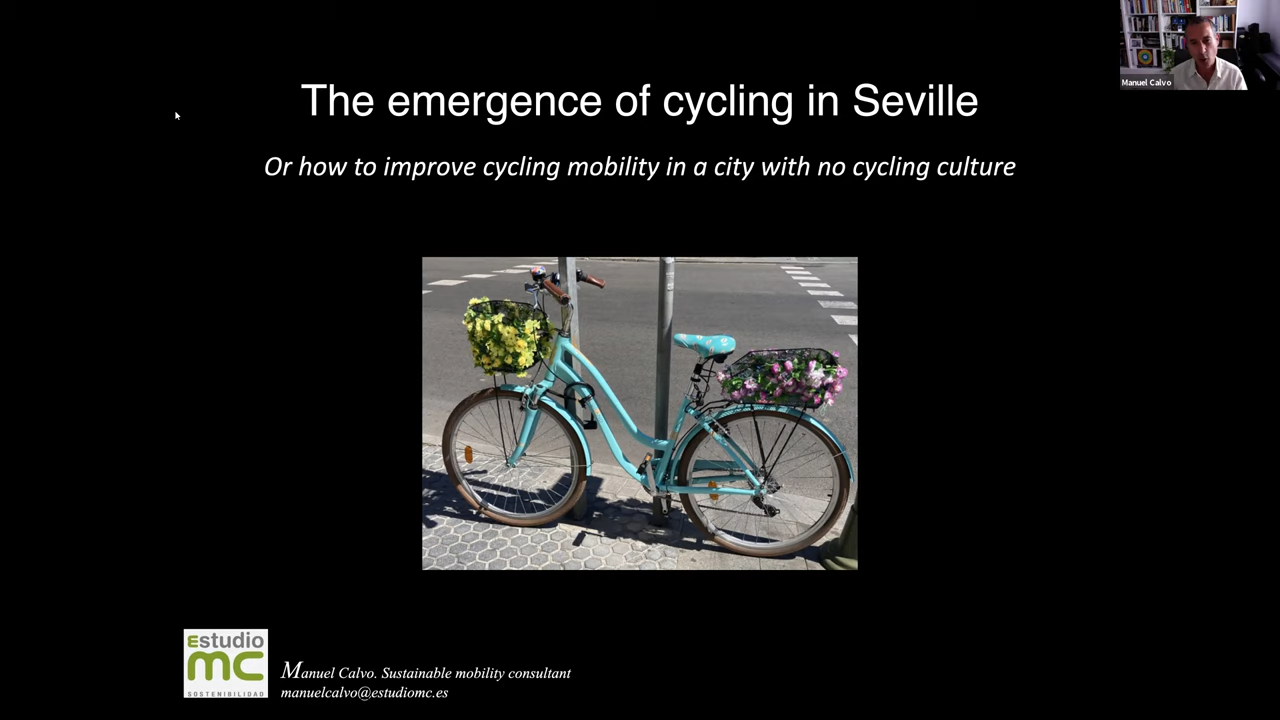 Manuel Calvo
The emergence of cycling in Seville
Or how to improve cycling mobility in a city with no cycling culture
Estudio
mc
SOSTENIBILIDAD
Manuel Calvo. Sustainable mobility consultant
manuelcalvo@estudiomc.es